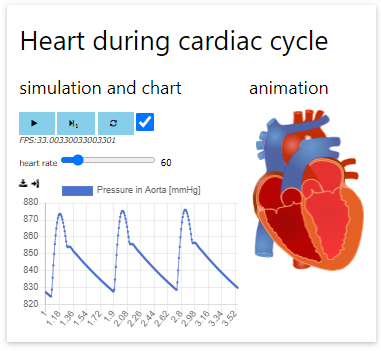 Heart during cardiac cycle
simulation and chart
animation
1
FPS:33.00330033003301
heart rate 60
Pressure in Aorta [mmHg]
880
870
860
850
840
830
820
1 1.18 1.36 1.54 1.72 1.9 2.08 2.26 2.44 2.62 2.8 2.98 3.16 3.34 3.52